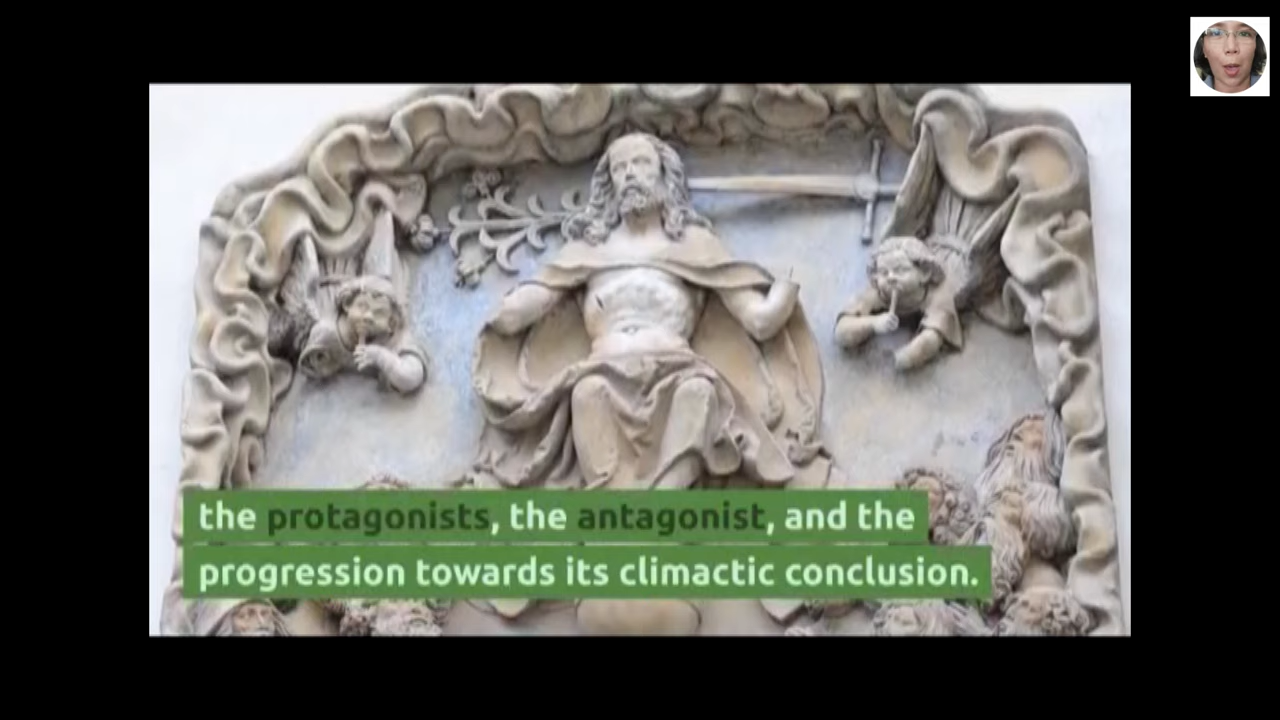 the protagonists, the antagonist, and the
progression towards its climactic conclusion.